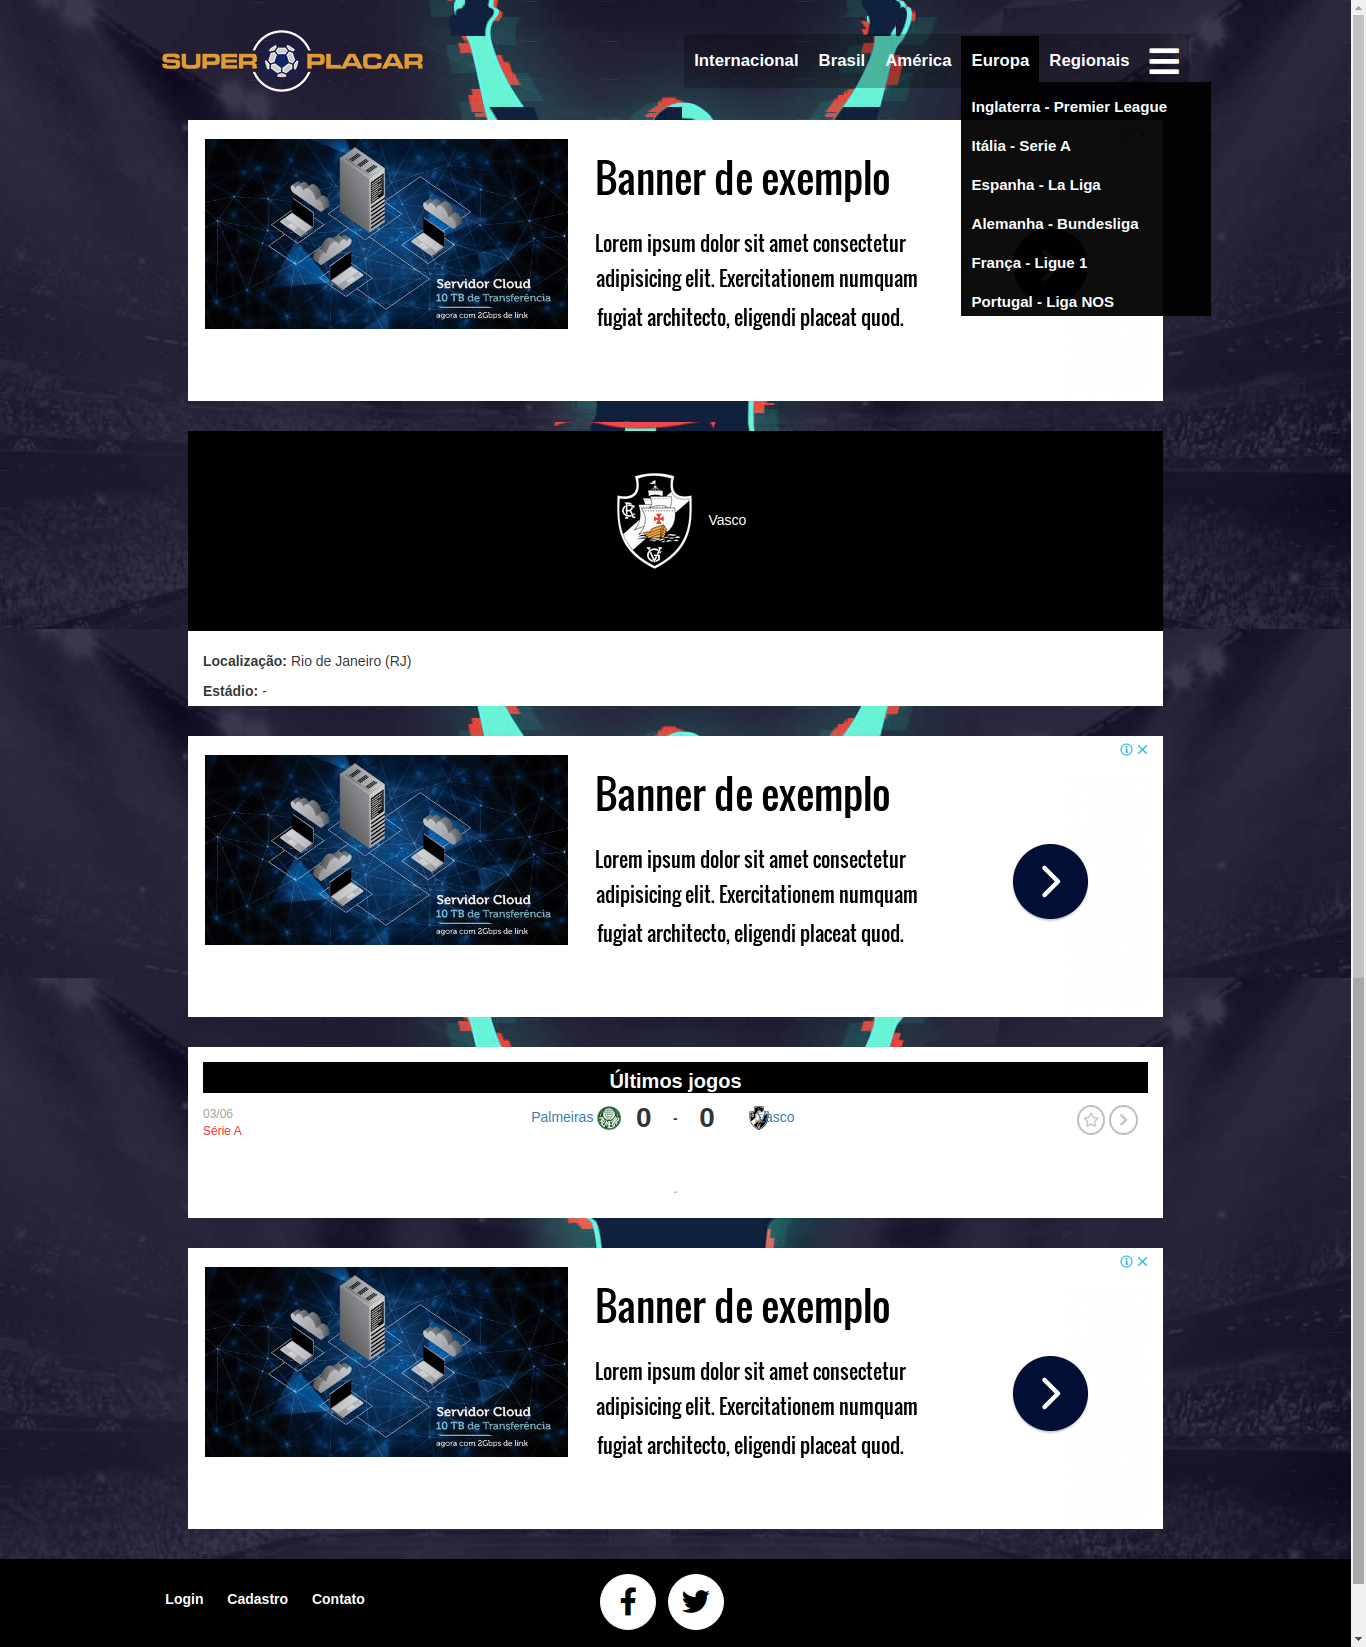 SUPER PLACAR
Internacional Brasil América Europa Regionais
Inglaterra - Premier League
Itália - Serie A
Espanha - La Liga
Alemanha - Bundesliga
França - Ligue 1
Portugal - Liga NOS
Servidor Cloud
10 TB de Transferência
agora com 2Gbps de link
Banner de exemplo
Lorem ipsum dolor sit amet consectetur
adipisicing elit. Exercitationem numquam
fugiat architecto, eligendi placeat quod.
Vasco
Localização: Rio de Janeiro (RJ)
Estádio: -
Servidor Cloud
10 TB de Transferência
agora com 2Gbps de link
Banner de exemplo
Lorem ipsum dolor sit amet consectetur
adipisicing elit. Exercitationem numquam
fugiat architecto, eligendi placeat quod.
Últimos jogos
03/06
Série A
Palmeiras 0 - 0 Vasco
-
Servidor Cloud
10 TB de Transferência
agora com 2Gbps de link
Banner de exemplo
Lorem ipsum dolor sit amet consectetur
adipisicing elit. Exercitationem numquam
fugiat architecto, eligendi placeat quod.
Login Cadastro Contato